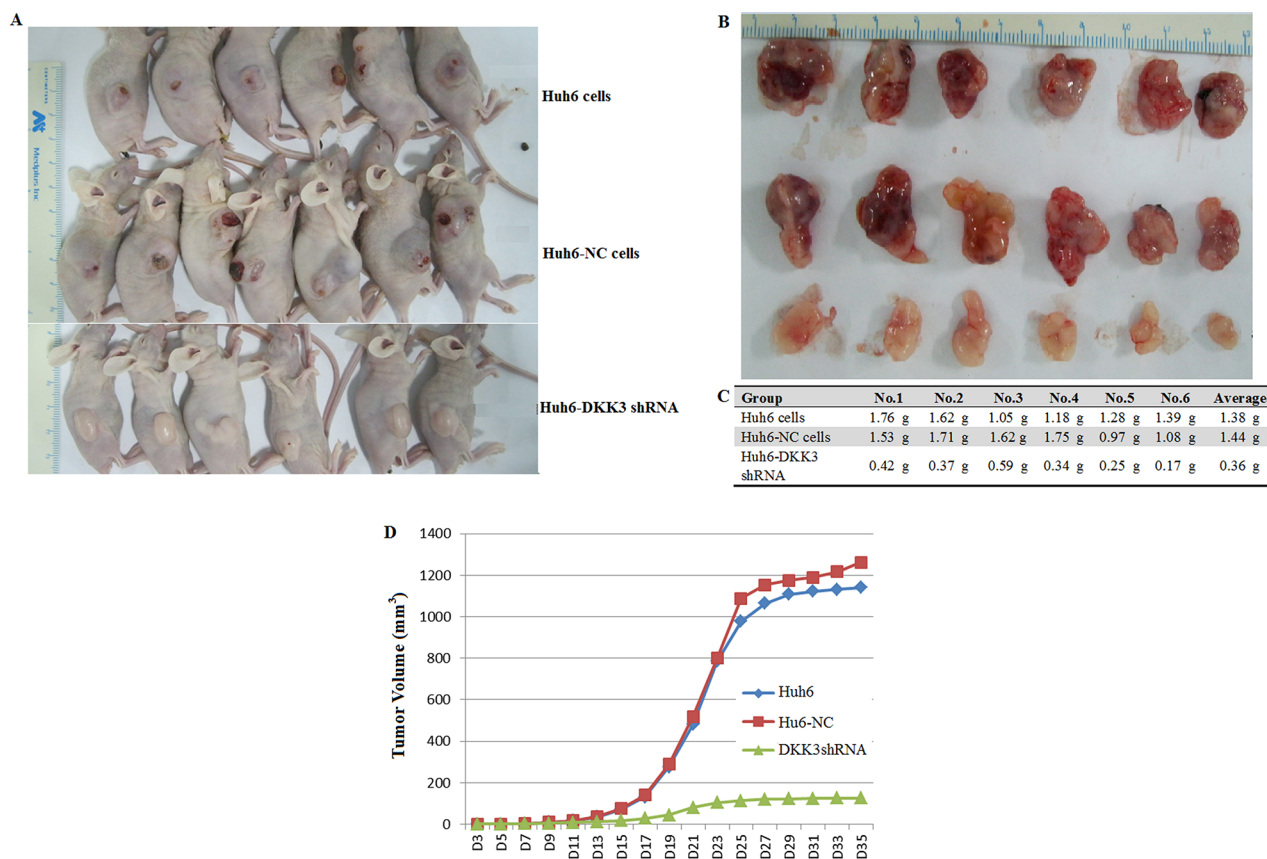 A
Huh6 cells
Huh6-NC cells
Huh6-DKK3 shRNA
Medplus Inc
B
C
Group No.1 No.2 No.3 No.4 No.5 No.6 Average
Huh6 cells 1.76 g 1.62 g 1.05 g 1.18 g 1.28 g 1.39 g 1.38 g
Huh6-NC cells 1.53 g 1.71 g 1.62 g 1.75 g 0.97 g 1.08 g 1.44 g
Huh6-DKK3
shRNA 0.42 g 0.37 g 0.59 g 0.34 g 0.25 g 0.17 g 0.36 g
D
Tumor Volume (mm³)
1400
1200
1000
800
600
400
200
0
Huh6
Hu6-NC
DKK3shRNA
D3 D5 D7 D9 D11 D13 D15 D17 D19 D21 D23 D25 D27 D29 D31 D33 D35